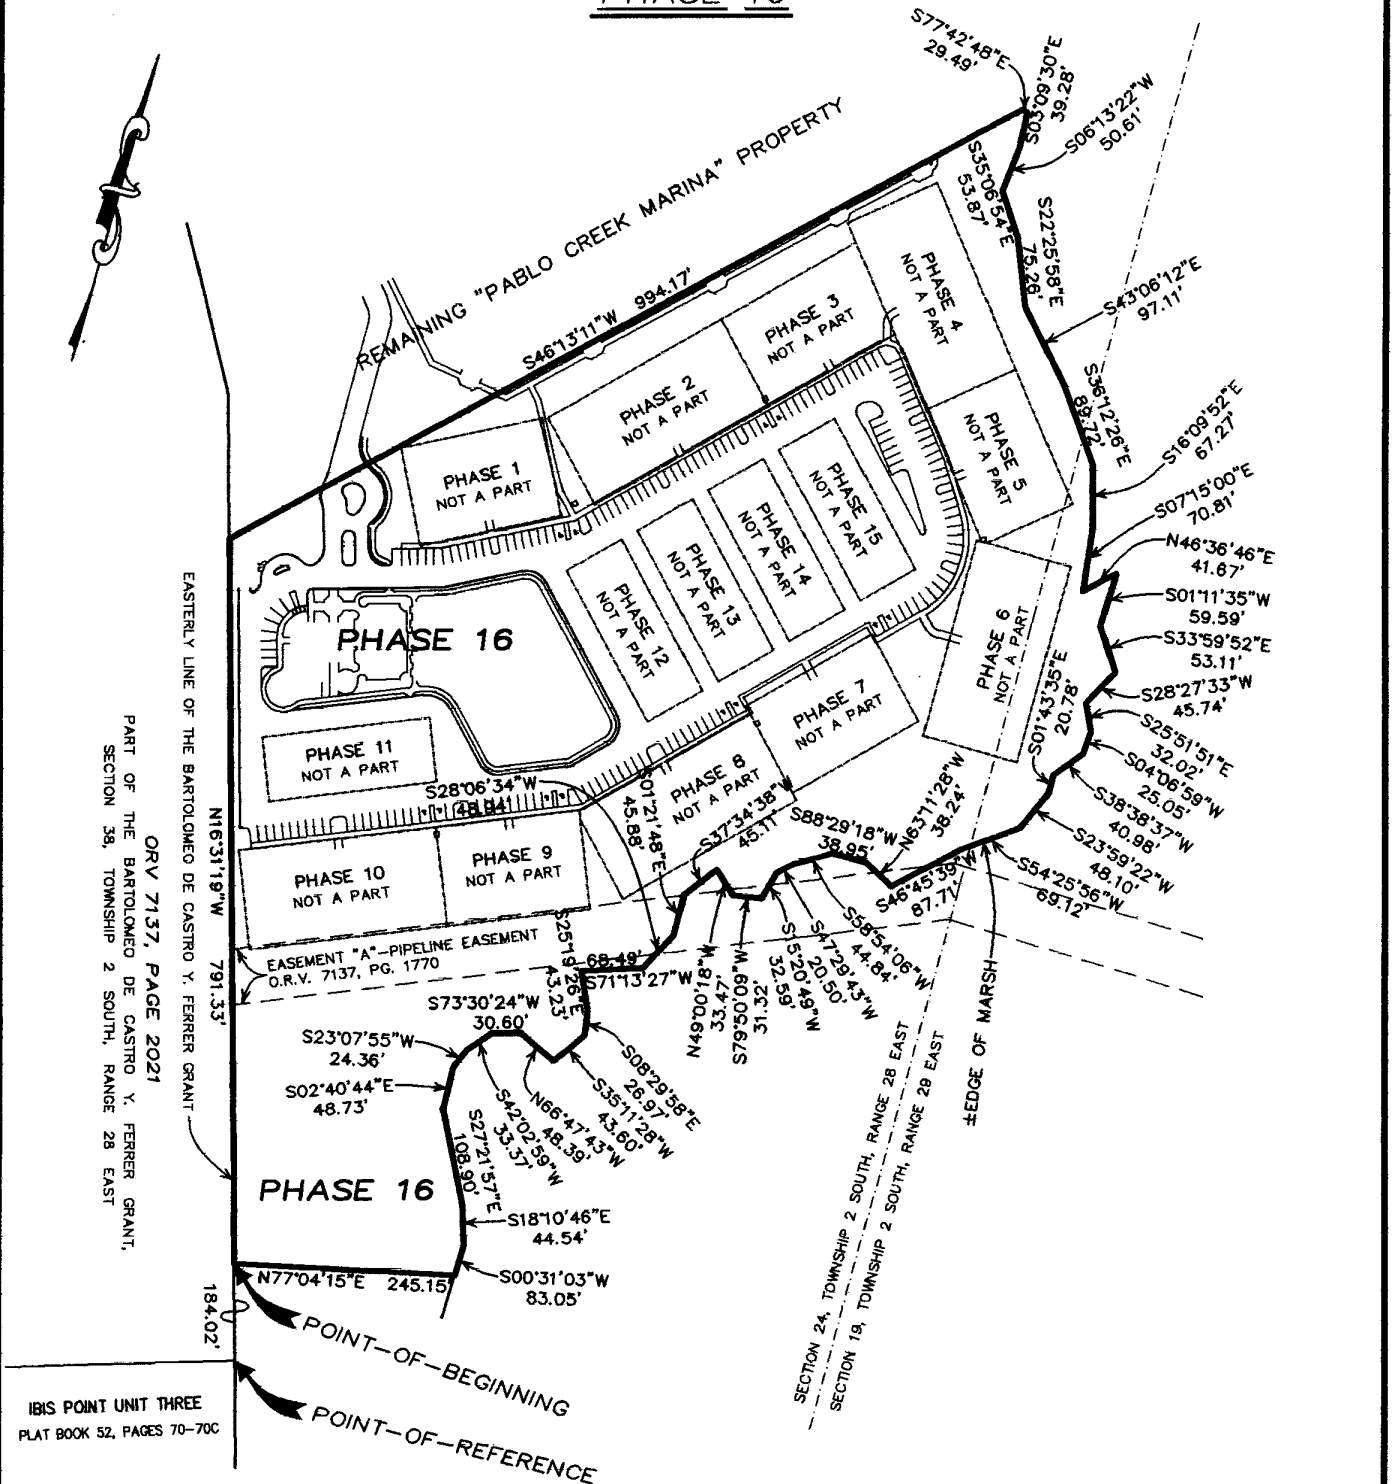 PHASE 16
S77°42'48"E
29.49'
S03°09'30"E
39.28'
S06°13'22"W
50.61'
REMAINING "PABLO CREEK MARINA" PROPERTY
S46°13'11"W 994.17'
S35°06'54"E
53.87'
S22°25'58"E
75.26'
S43°06'12"E
97.11'
S36°12'26"E
89.72'
S16°09'52"E
67.27'
S07°15'00"E
70.81'
N46°36'46"E
41.67'
S01°11'35"W
59.59'
S33°59'52"E
53.11'
S28°27'33"W
45.74'
S25°51'51"E
32.02'
S04°06'59"W
25.05'
S38°38'37"W
40.98'
S01°43'35"E
20.78'
S23°59'22"W
48.10'
S54°25'56"W
69.12'
S46°45'39"W
87.71'
N63°11'28"W
38.24'
S88°29'18"W
38.95'
S58°54'06"W
44.84'
S47°29'43"W
20.50'
S15°20'49"W
32.59'
S79°50'09"W
31.32'
N49°00'18"W
33.47'
S37°34'38"W
45.11'
S01°21'48"E
45.88'
S28°06'34"W
48.94'
68.49'
S71°13'27"W
S25°19'26"E
43.23'
S08°29'58"E
26.97'
S35°11'28"W
43.60'
N66°47'43"W
48.39'
S73°30'24"W
30.60'
S42°02'59"W
33.37'
S23°07'55"W
24.36'
S02°40'44"E
48.73'
S27°21'57"E
108.90'
S18°10'46"E
44.54'
S00°31'03"W
83.05'
N77°04'15"E 245.15'
PHASE 1
NOT A PART
PHASE 2
NOT A PART
PHASE 3
NOT A PART
PHASE 4
NOT A PART
PHASE 5
NOT A PART
PHASE 6
NOT A PART
PHASE 7
NOT A PART
PHASE 8
NOT A PART
PHASE 9
NOT A PART
PHASE 10
NOT A PART
PHASE 11
NOT A PART
PHASE 12
NOT A PART
PHASE 13
NOT A PART
PHASE 14
NOT A PART
PHASE 15
NOT A PART
PHASE 16
PHASE 16
EASEMENT "A"-PIPELINE EASEMENT
O.R.V. 7137, PG. 1770
EASTERLY LINE OF THE BARTOLOMEO DE CASTRO Y. FERRER GRANT
N16°31'19"W 791.33'
184.02'
ORV 7137, PAGE 2021
PART OF THE BARTOLOMEO DE CASTRO Y. FERRER GRANT,
SECTION 38, TOWNSHIP 2 SOUTH, RANGE 28 EAST
±EDGE OF MARSH
SECTION 24, TOWNSHIP 2 SOUTH, RANGE 28 EAST
SECTION 19, TOWNSHIP 2 SOUTH, RANGE 29 EAST
POINT-OF-BEGINNING
POINT-OF-REFERENCE
IBIS POINT UNIT THREE
PLAT BOOK 52, PAGES 70-70C